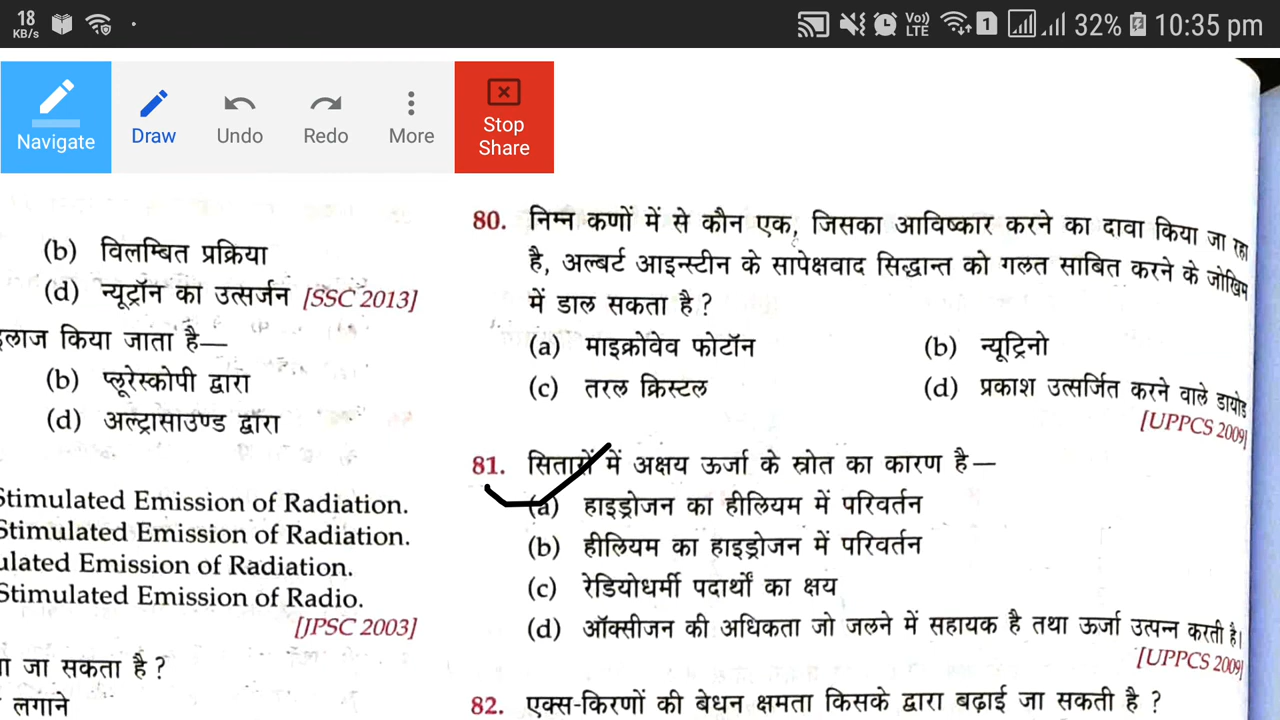 18
KB/s
Vo))
LTE
1
32%
10:35 pm
Navigate
Draw
Undo
Redo
More
Stop
Share
(b) विलम्बित प्रक्रिया
(d) न्यूट्रॉन का उत्सर्जन [SSC 2013]
किया जाता है—
(b) प्लूरेस्कोपी द्वारा
(d) अल्ट्रासाउण्ड द्वारा
Stimulated Emission of Radiation.
Stimulated Emission of Radiation.
ulated Emission of Radiation.
Stimulated Emission of Radio.
[JPSC 2003]
जा सकता है ?
लगाने
80. निम्न कणों में से कौन एक, जिसका आविष्कार करने का दावा किया जा रहा
है, अल्बर्ट आइन्स्टीन के सापेक्षवाद सिद्धान्त को गलत साबित करने के जोखिम
में डाल सकता है ?
(a) माइक्रोवेव फोटॉन (b) न्यूट्रिनो
(c) तरल क्रिस्टल (d) प्रकाश उत्सर्जित करने वाले डायोड
[UPPCS 2009]
81. सितारों में अक्षय ऊर्जा के स्रोत का कारण है—
(a) हाइड्रोजन का हीलियम में परिवर्तन
(b) हीलियम का हाइड्रोजन में परिवर्तन
(c) रेडियोधर्मी पदार्थों का क्षय
(d) ऑक्सीजन की अधिकता जो जलने में सहायक है तथा ऊर्जा उत्पन्न करती है।
[UPPCS 2009]
82. एक्स-किरणों की बेधन क्षमता किसके द्वारा बढ़ाई जा सकती है ?